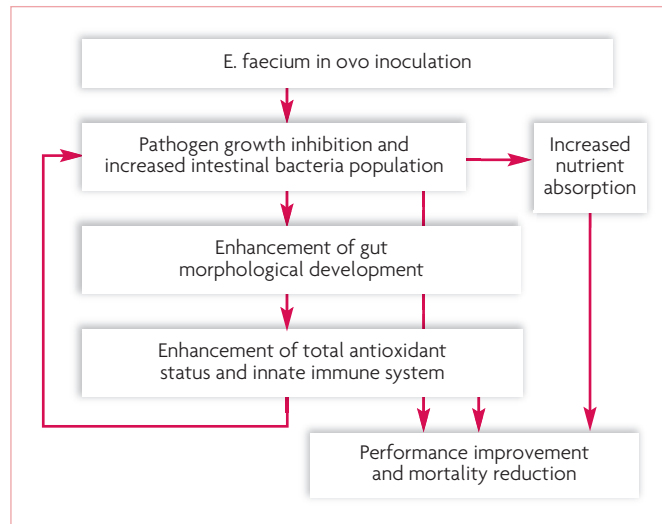 E. faecium in ovo inoculation
Pathogen growth inhibition and
increased intestinal bacteria population
Increased
nutrient
absorption
Enhancement of gut
morphological development
Enhancement of total antioxidant
status and innate immune system
Performance improvement
and mortality reduction